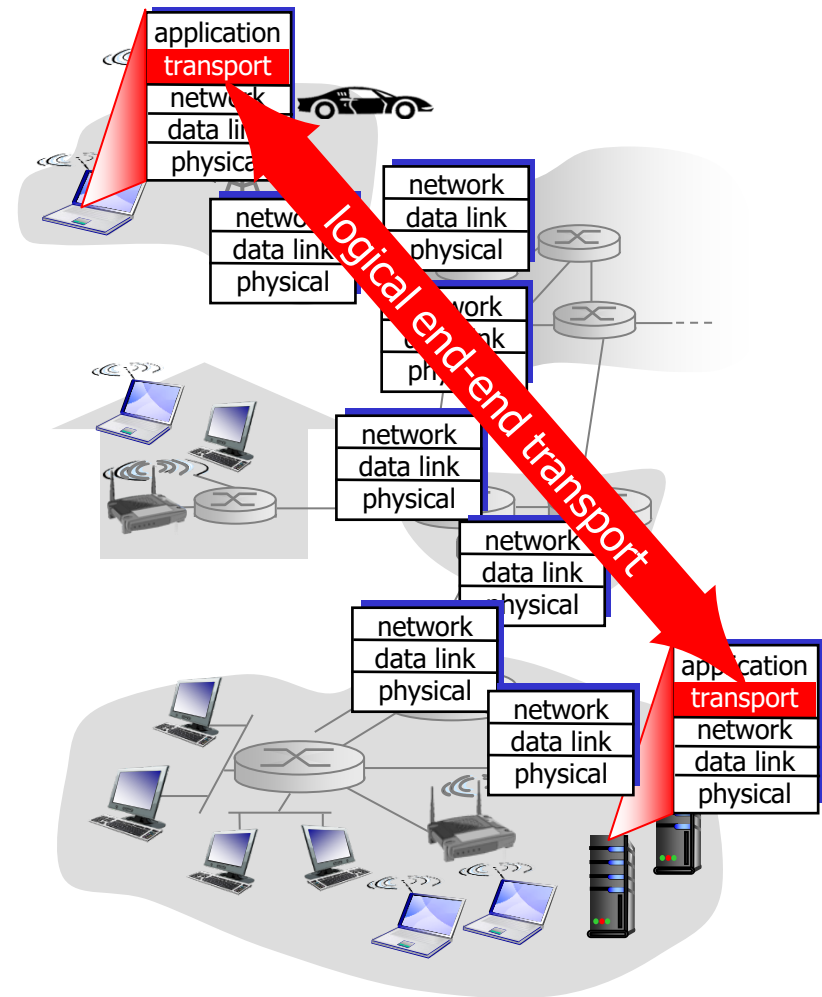 application
transport
network
data link
physical
network
data link
physical
network
data link
physical
network
data link
physical
logical end-end transport
network
data link
physical
network
data link
physical
network
data link
physical
network
data link
physical
application
transport
network
data link
physical